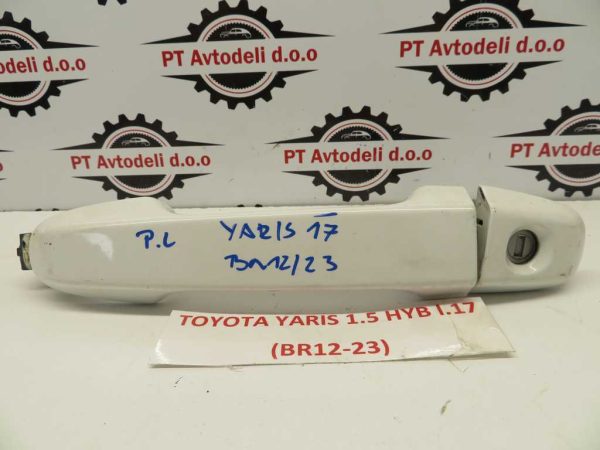 PT Avtodeli d.o.o
PT Avtodeli d.o.o
PT Avtodeli d.o.o
PT Avtodeli d.o.o
PT Avtodeli d.o.o
P.L YARIS 17
BR12/23
TOYOTA YARIS 1.5 HYB l.17
(BR12-23)